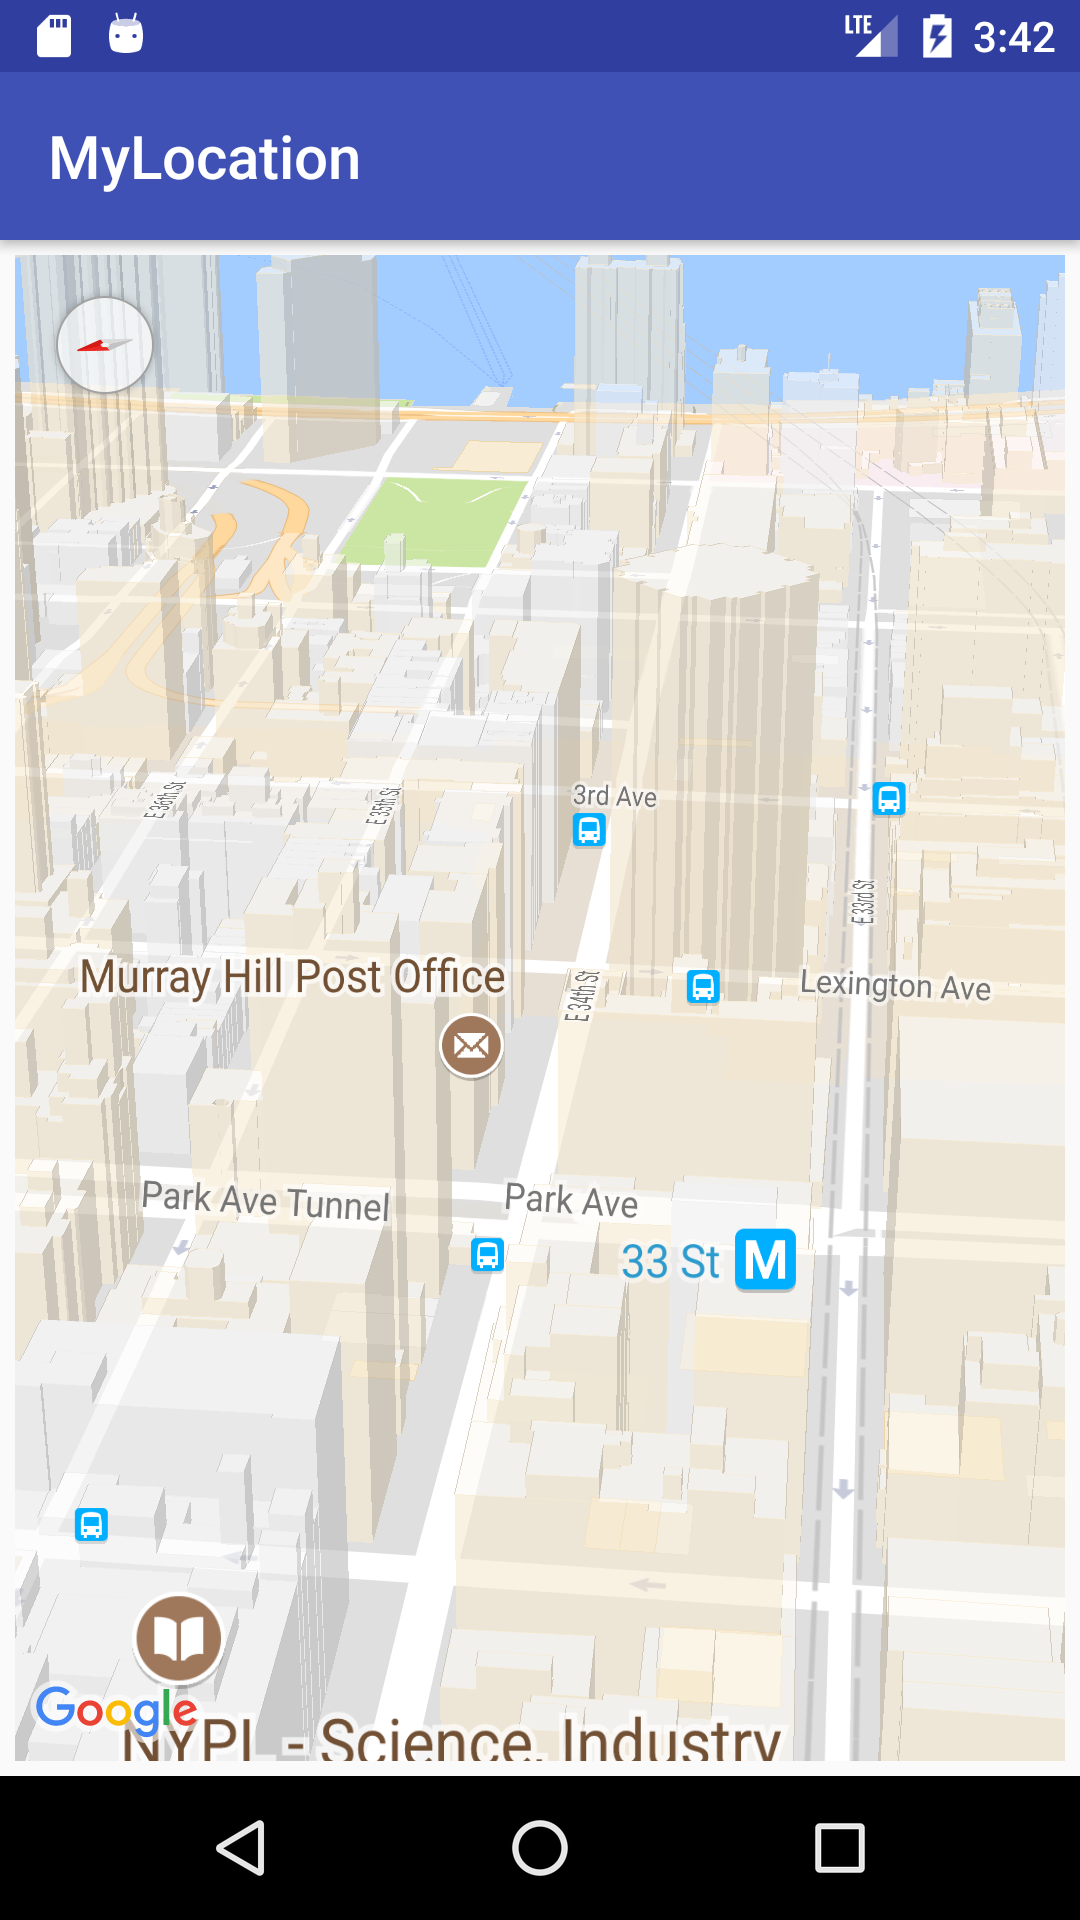 LTE 3:42
MyLocation
E 36th St
E 35th St
3rd Ave
E 33rd St
Murray Hill Post Office
E 34th St
Lexington Ave
Park Ave Tunnel
Park Ave
33 St M
Google
NYPL - Science, Industry